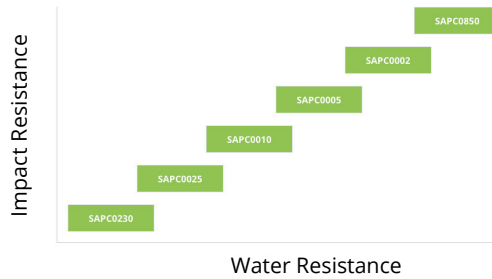 SAPC0850
SAPC0002
SAPC0005
SAPC0010
SAPC0025
SAPC0230
Impact Resistance
Water Resistance